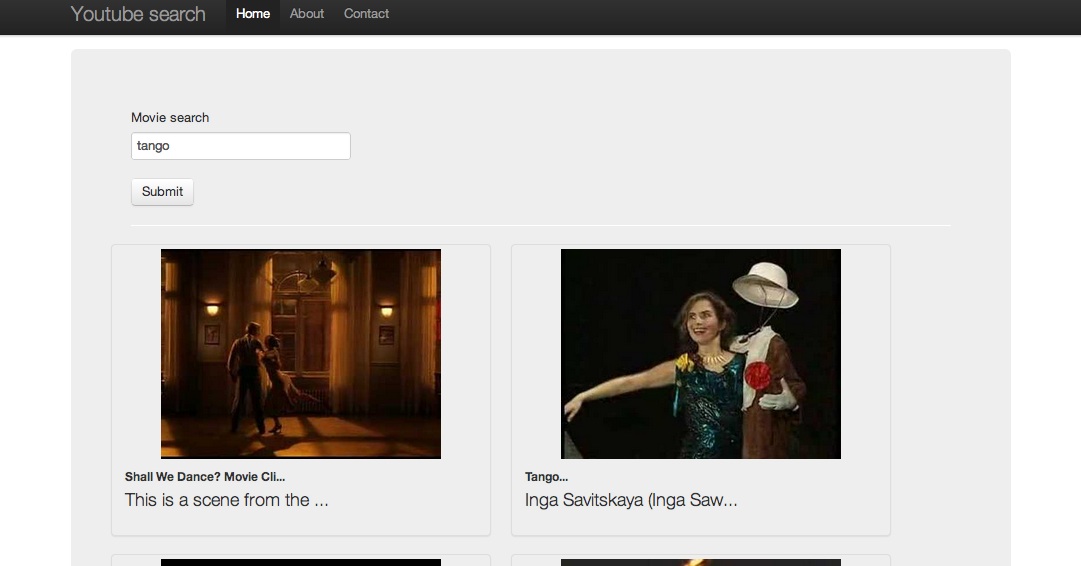 Youtube search Home About Contact
Movie search
tango
Submit
Shall We Dance? Movie Cli...
This is a scene from the ...
Tango...
Inga Savitskaya (Inga Saw...